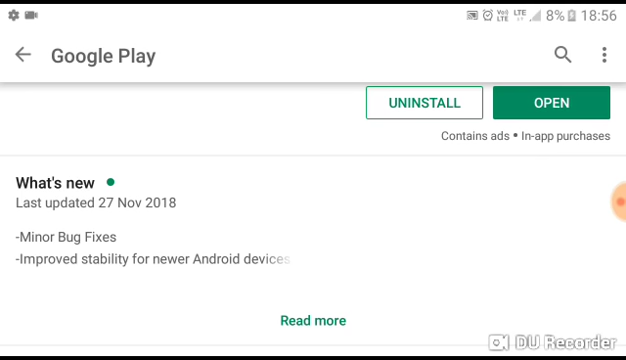 8% 18:56
Google Play
UNINSTALL OPEN
Contains ads • In-app purchases
What's new
Last updated 27 Nov 2018
-Minor Bug Fixes
-Improved stability for newer Android devices
Read more
DU Recorder